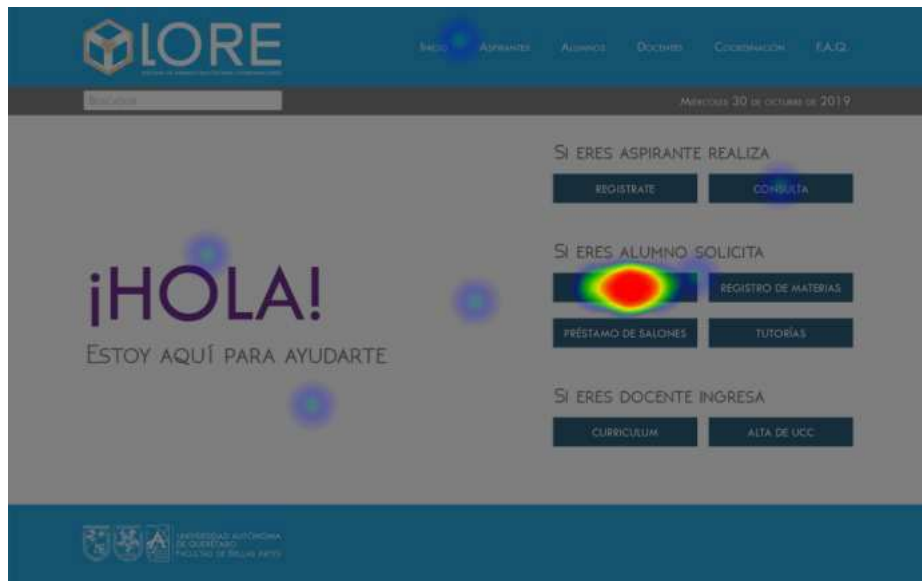 LORE
INICIO ASPIRANTES ALUMNOS DOCENTES COORDINACIÓN F.A.Q.
BUSCADOR
MIÉRCOLES 30 DE OCTUBRE DE 2019
SI ERES ASPIRANTE REALIZA
REGISTRATE CONSULTA
SI ERES ALUMNO SOLICITA
REGISTRO DE MATERIAS
PRÉSTAMO DE SALONES TUTORÍAS
¡HOLA!
ESTOY AQUÍ PARA AYUDARTE
SI ERES DOCENTE INGRESA
CURRICULUM ALTA DE UCC
UNIVERSIDAD AUTÓNOMA
DE QUERÉTARO
FACULTAD DE BELLAS ARTES